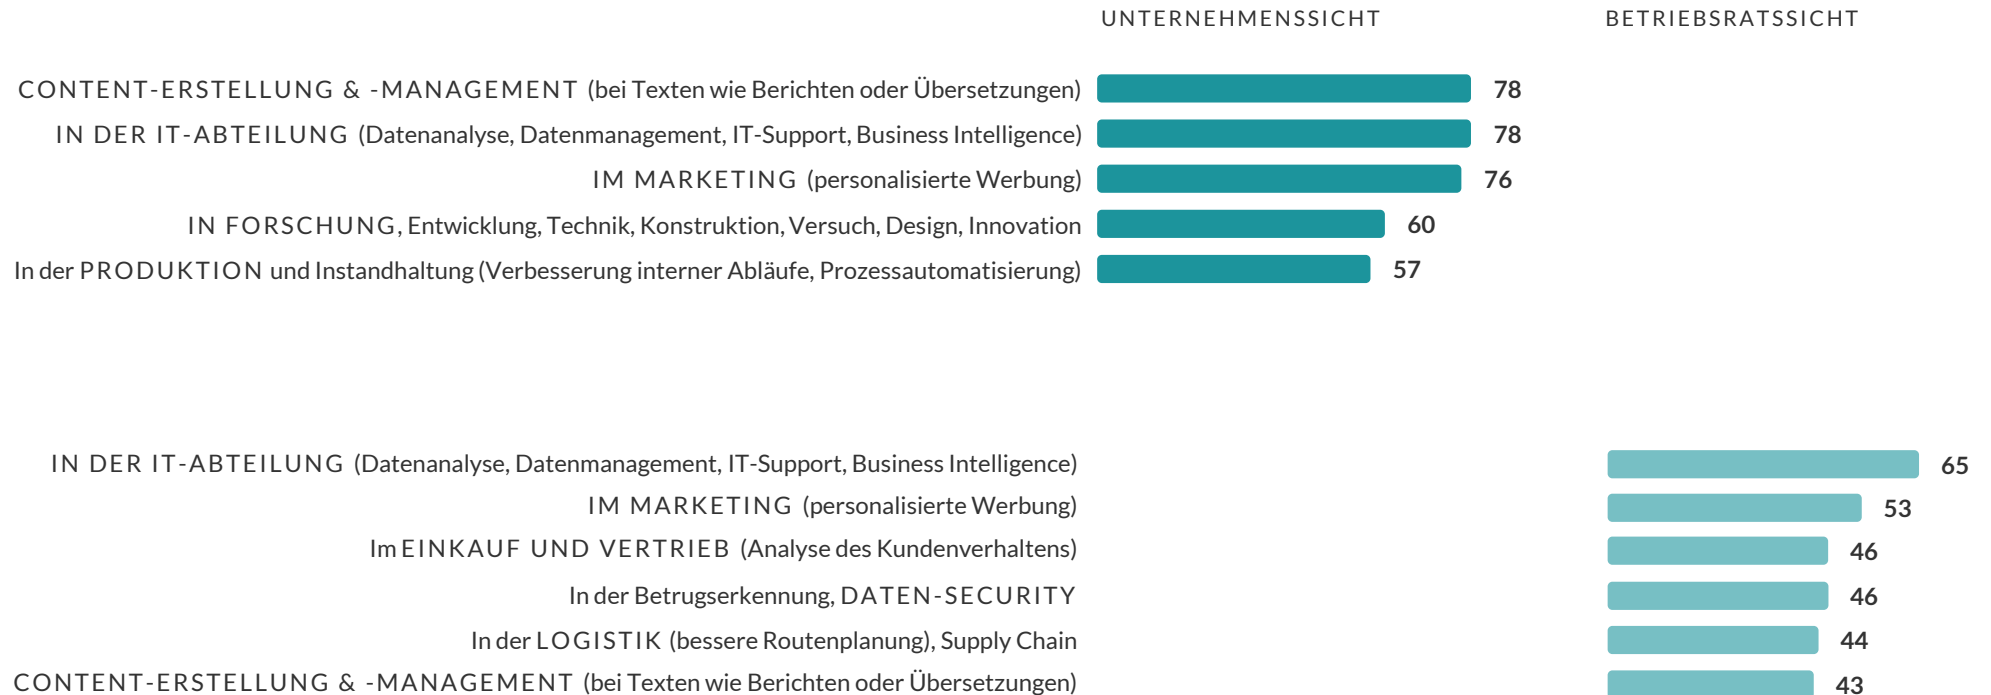 UNTERNEHMENSSICHT BETRIEBSRATSSICHT
CONTENT-ERSTELLUNG & -MANAGEMENT (bei Texten wie Berichten oder Übersetzungen) 78
IN DER IT-ABTEILUNG (Datenanalyse, Datenmanagement, IT-Support, Business Intelligence) 78
IM MARKETING (personalisierte Werbung) 76
IN FORSCHUNG, Entwicklung, Technik, Konstruktion, Versuch, Design, Innovation 60
In der PRODUKTION und Instandhaltung (Verbesserung interner Abläufe, Prozessautomatisierung) 57
IN DER IT-ABTEILUNG (Datenanalyse, Datenmanagement, IT-Support, Business Intelligence) 65
IM MARKETING (personalisierte Werbung) 53
Im EINKAUF UND VERTRIEB (Analyse des Kundenverhaltens) 46
In der Betrugserkennung, DATEN-SECURITY 46
In der LOGISTIK (bessere Routenplanung), Supply Chain 44
CONTENT-ERSTELLUNG & -MANAGEMENT (bei Texten wie Berichten oder Übersetzungen) 43